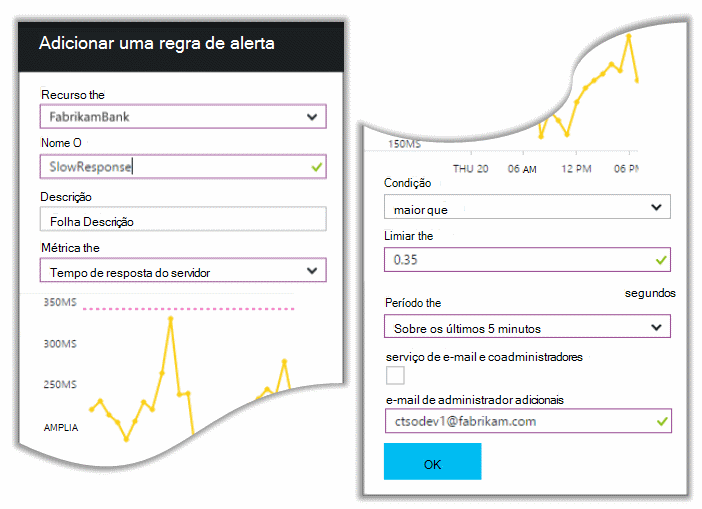 Adicionar uma regra de alerta
Recurso the
FabrikamBank
Nome O
SlowResponse
Descrição
Folha Descrição
Métrica the
Tempo de resposta do servidor
350MS
300MS
250MS
AMPLIA
150MS
THU 20 06 AM 12 PM 06 PM
Condição
maior que
Limiar the
0.35
segundos
Período the
Sobre os últimos 5 minutos
serviço de e-mail e coadministradores
e-mail de administrador adicionais
ctsodev1@fabrikam.com
OK